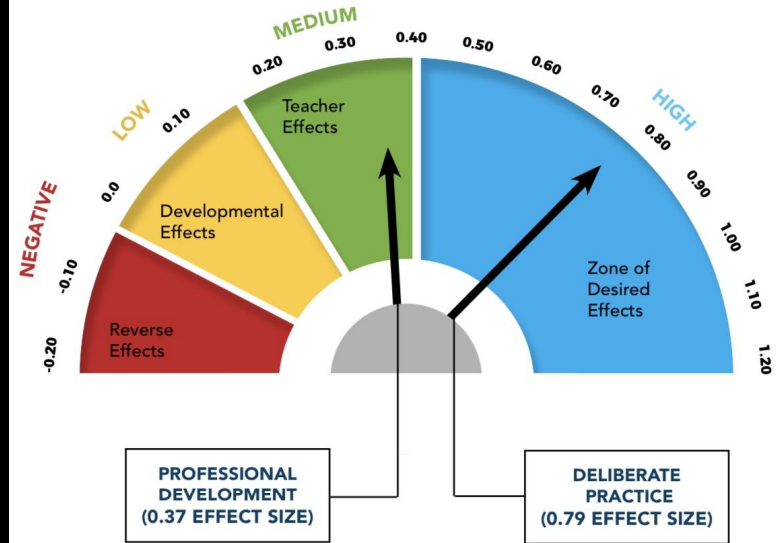 MEDIUM
0.20
0.30
0.40
0.50
0.60
0.70
HIGH
0.80
0.90
1.00
1.10
1.20
LOW
0.10
0.0
NEGATIVE
-0.10
-0.20
Teacher
Effects
Developmental
Effects
Reverse
Effects
Zone of
Desired
Effects
PROFESSIONAL
DEVELOPMENT
(0.37 EFFECT SIZE)
DELIBERATE
PRACTICE
(0.79 EFFECT SIZE)